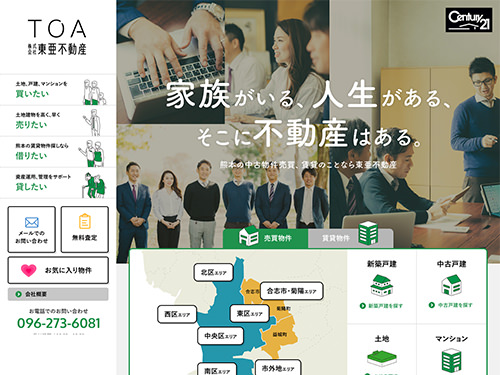 TOA
株式会社 東亜不動産
土地、戸建、マンションを
買いたい
土地建物を高く、早く
売りたい
熊本の賃貸物件探しなら
借りたい
資産運用、管理をサポート
貸したい
メールでの
お問い合わせ
無料査定
お気に入り物件
会社概要
お電話でのお問い合わせ
096-273-6081
Century 21
家族がいる、人生がある、
そこに不動産はある。
熊本の中古物件売買、賃貸のことなら東亜不動産
売買物件
賃貸物件
北区エリア
合志市
合志市・菊陽エリア
菊陽町
西区エリア
東区エリア
中央区エリア
益城町
南区エリア
市外地エリア
新築戸建
新築戸建を探す
中古戸建
中古戸建を探す
土地
マンション